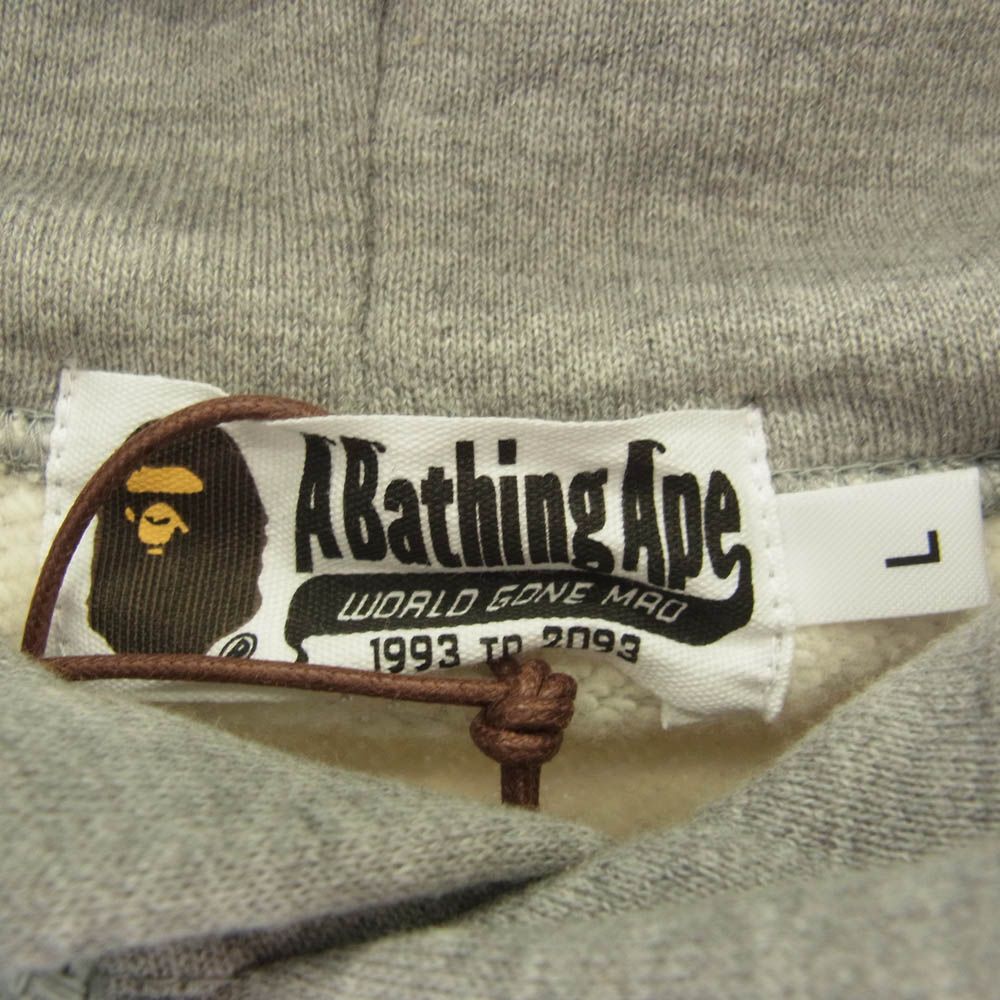 A Bathing Ape
WORLD GONE MAD
1993 TO 2093
®
L